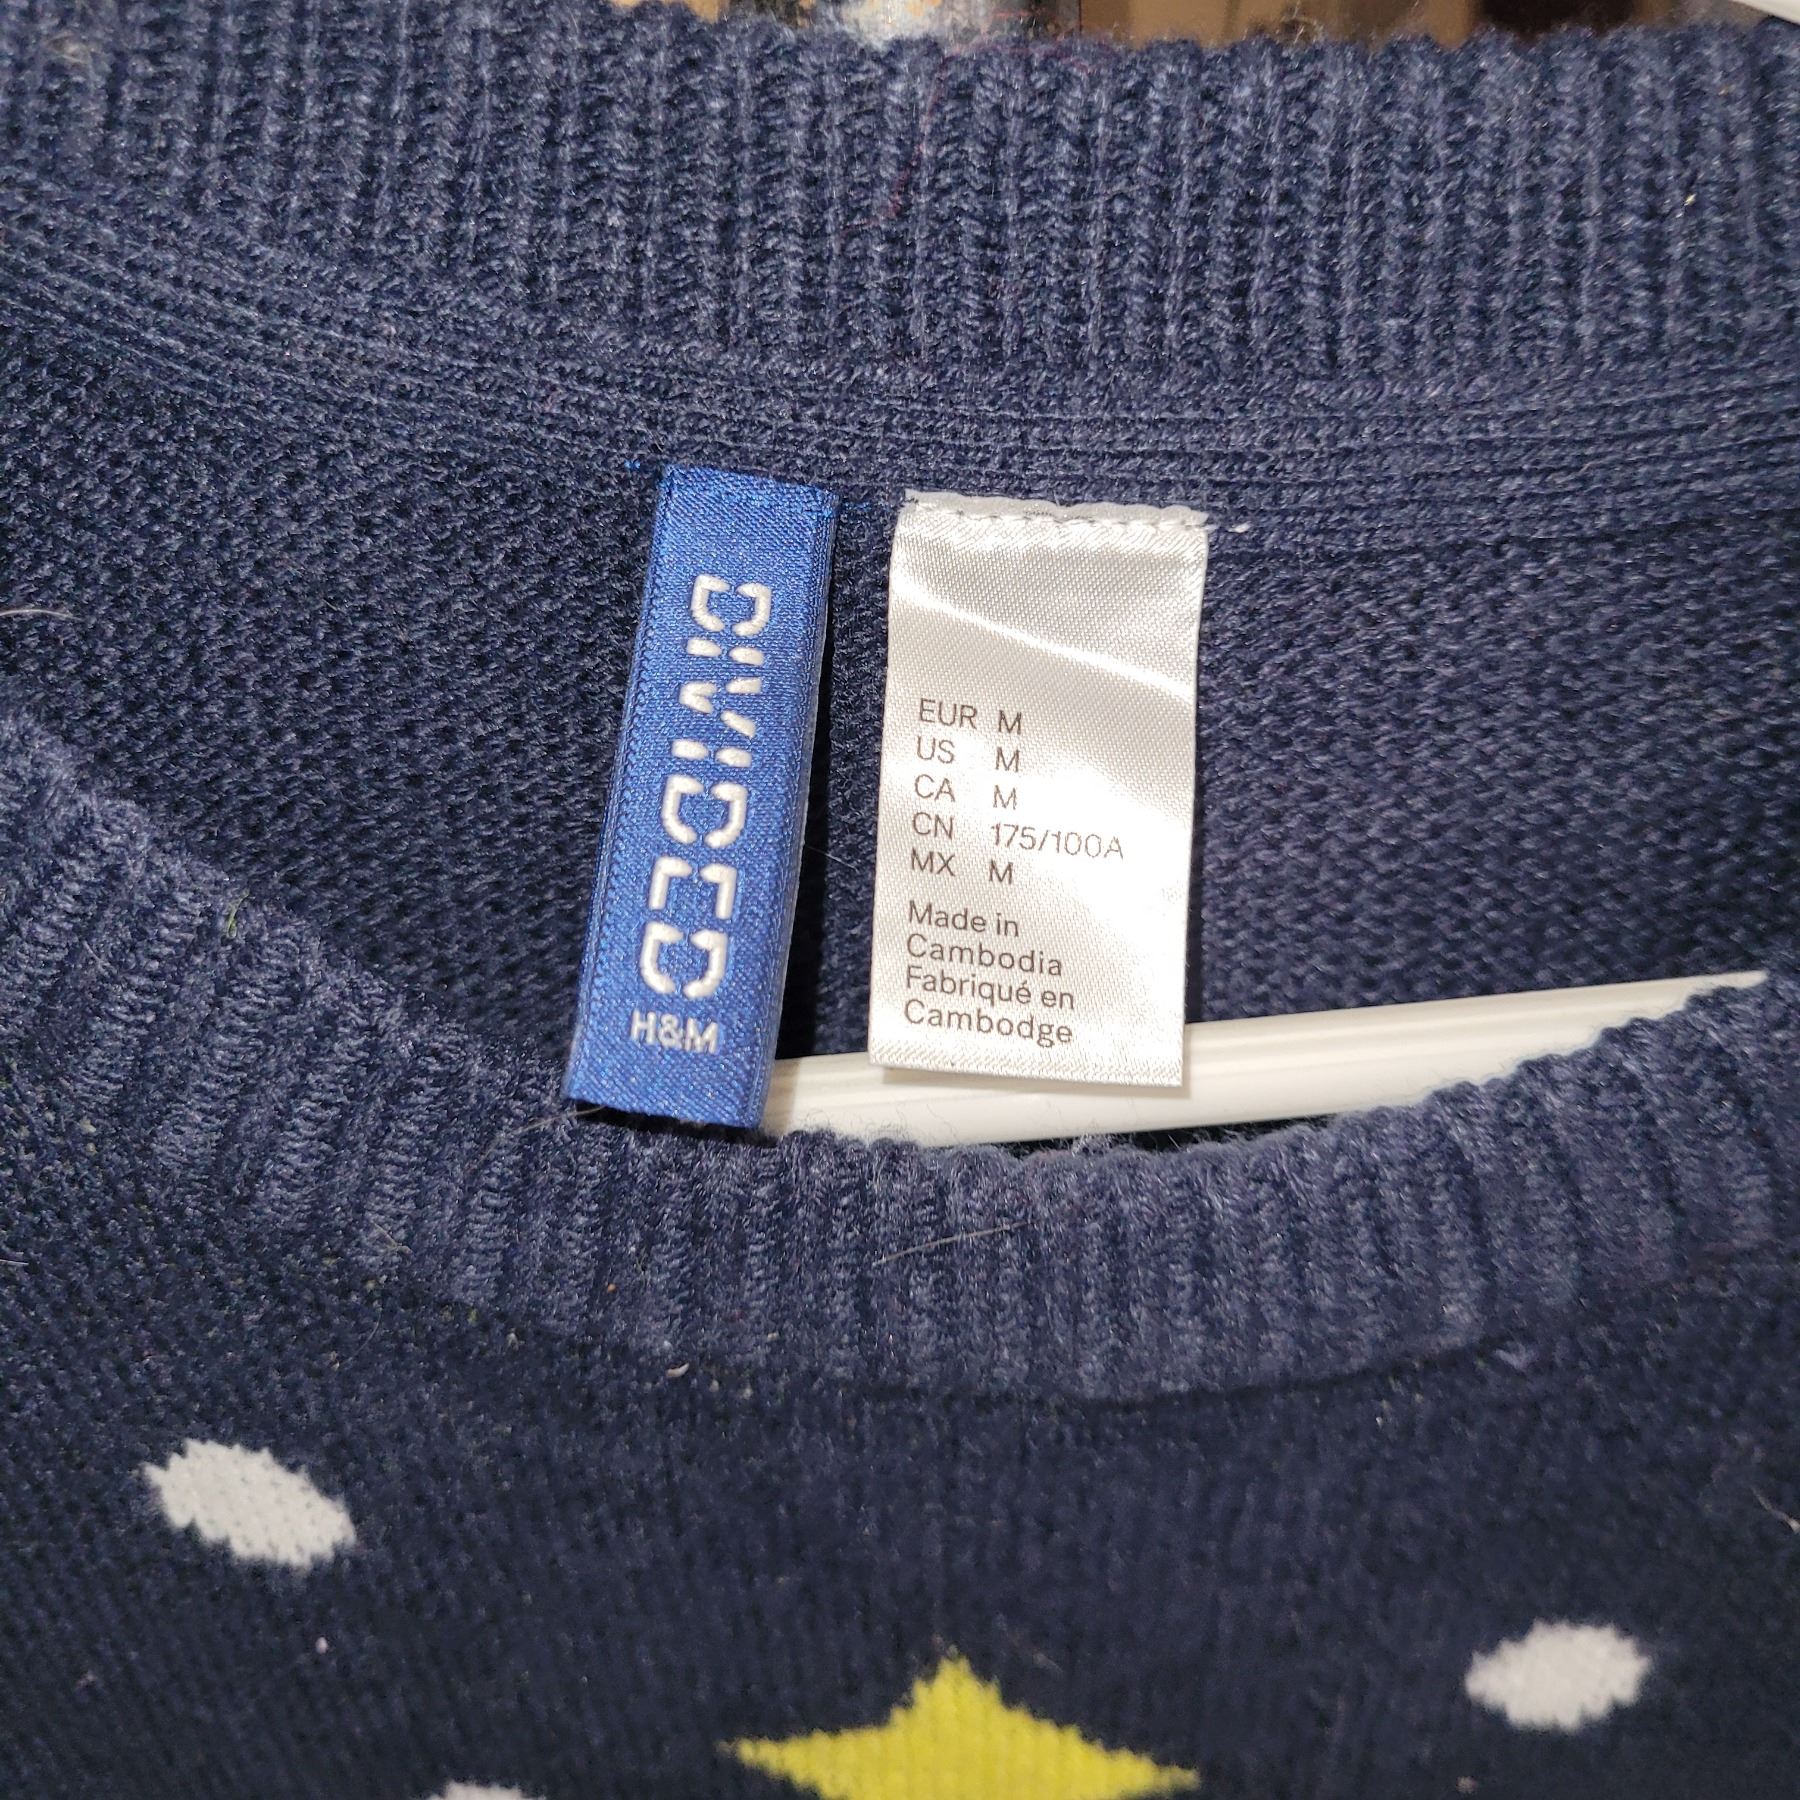 DIVIDED
H&M
EUR M
US M
CA M
CN 175/100A
MX M
Made in
Cambodia
Fabriqué en
Cambodge